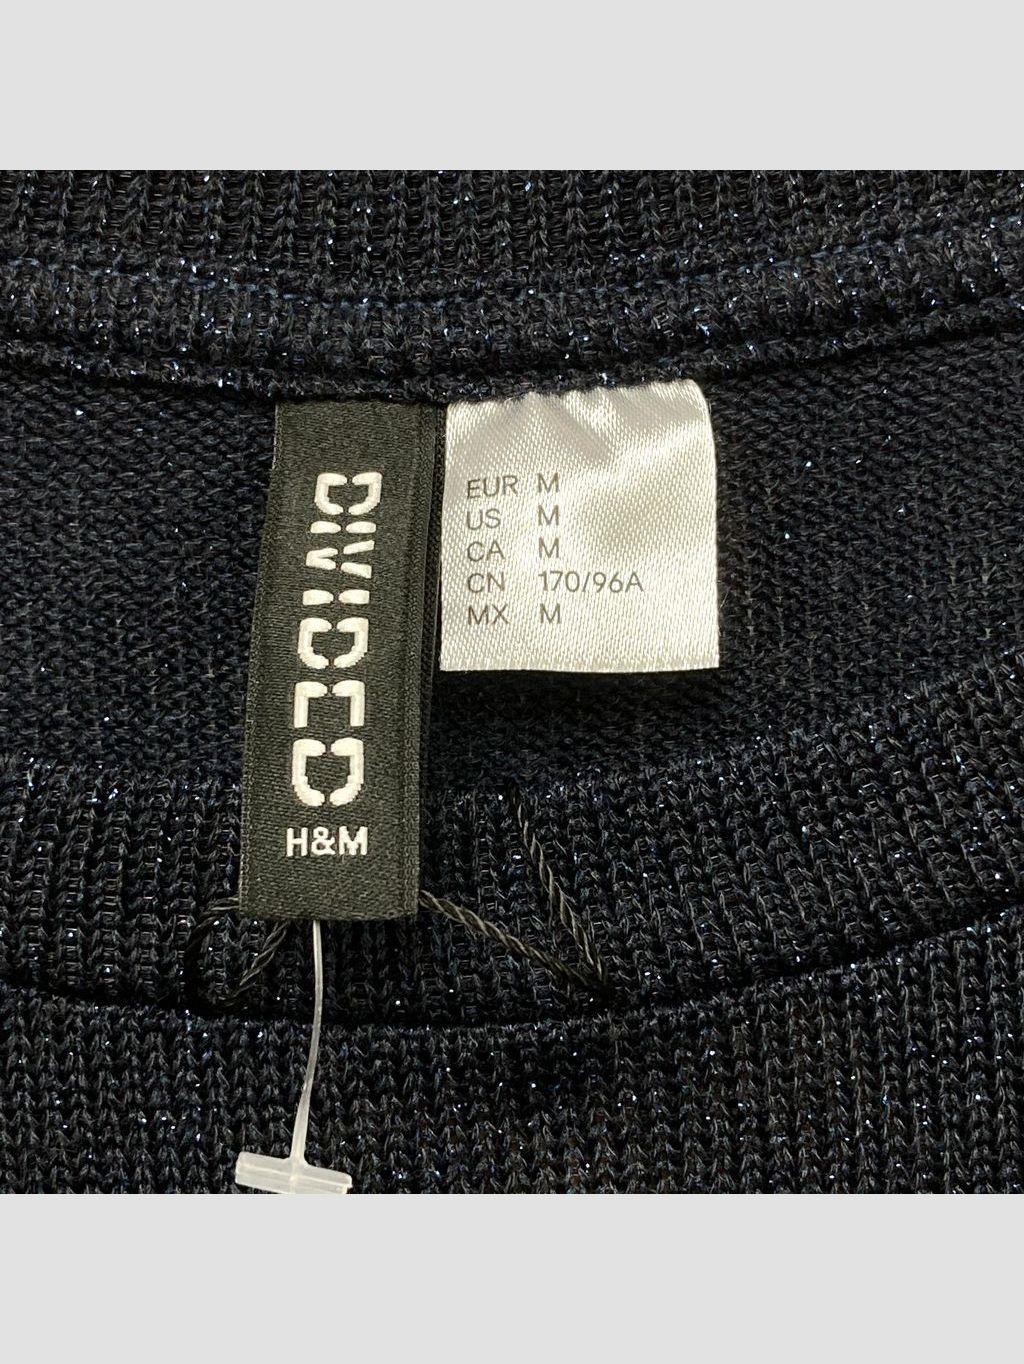 DIVIDED
H&M
EUR M
US M
CA M
CN 170/96A
MX M